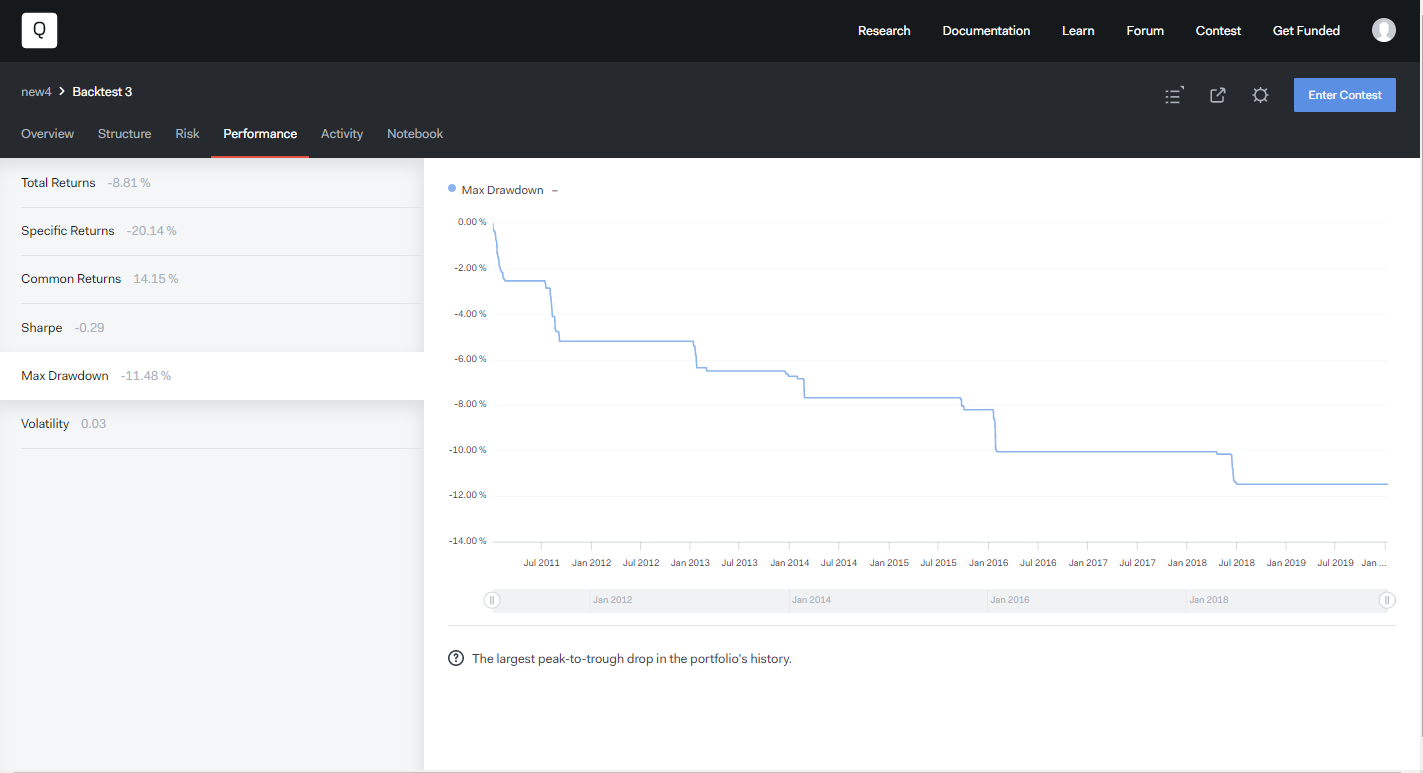 Q
Research Documentation Learn Forum Contest Get Funded
new4 > Backtest 3
Enter Contest
Overview Structure Risk Performance Activity Notebook
Total Returns -8.81 %
Specific Returns -20.14 %
Common Returns 14.15 %
Sharpe -0.29
Max Drawdown -11.48 %
Volatility 0.03
Max Drawdown –
0.00 %
-2.00 %
-4.00 %
-6.00 %
-8.00 %
-10.00 %
-12.00 %
-14.00 %
Jul 2011 Jan 2012 Jul 2012 Jan 2013 Jul 2013 Jan 2014 Jul 2014 Jan 2015 Jul 2015 Jan 2016 Jul 2016 Jan 2017 Jul 2017 Jan 2018 Jul 2018 Jan 2019 Jul 2019 Jan ...
Jan 2012 Jan 2014 Jan 2016 Jan 2018
? The largest peak-to-trough drop in the portfolio's history.